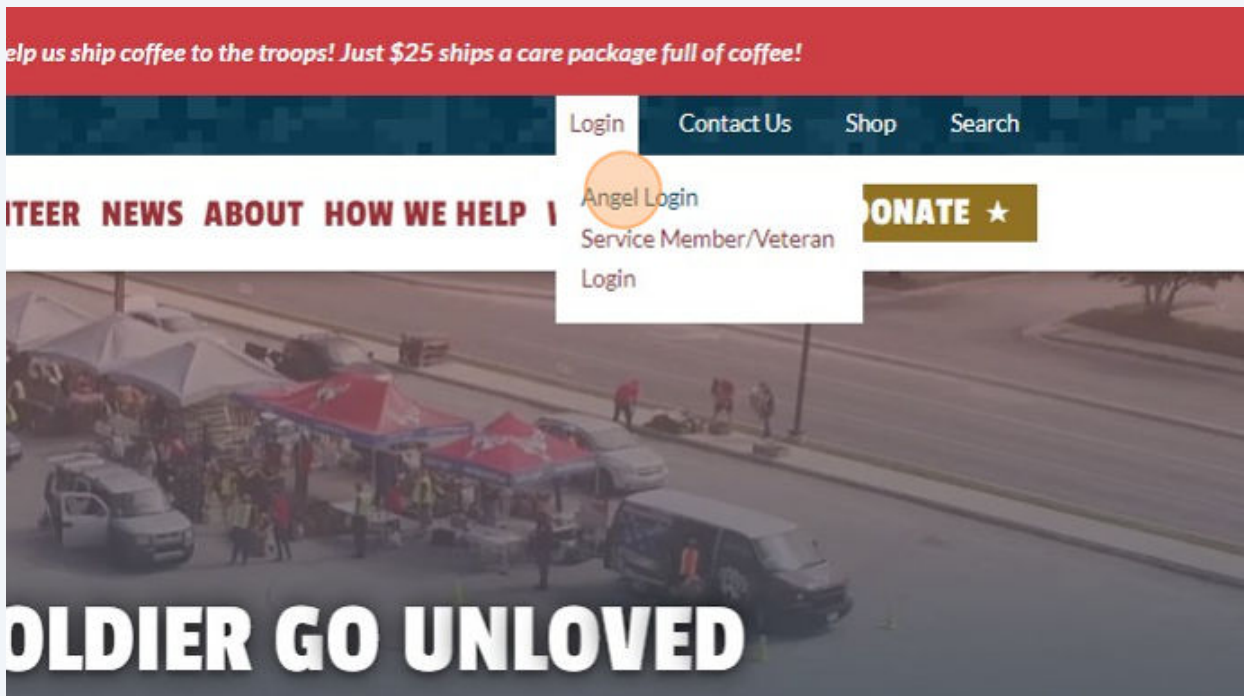 elp us ship coffee to the troops! Just $25 ships a care package full of coffee!
Login Contact Us Shop Search
Angel Login
NTEER NEWS ABOUT HOW WE HELP DONATE ★
Service Member/Veteran
Login
OLDIER GO UNLOVED